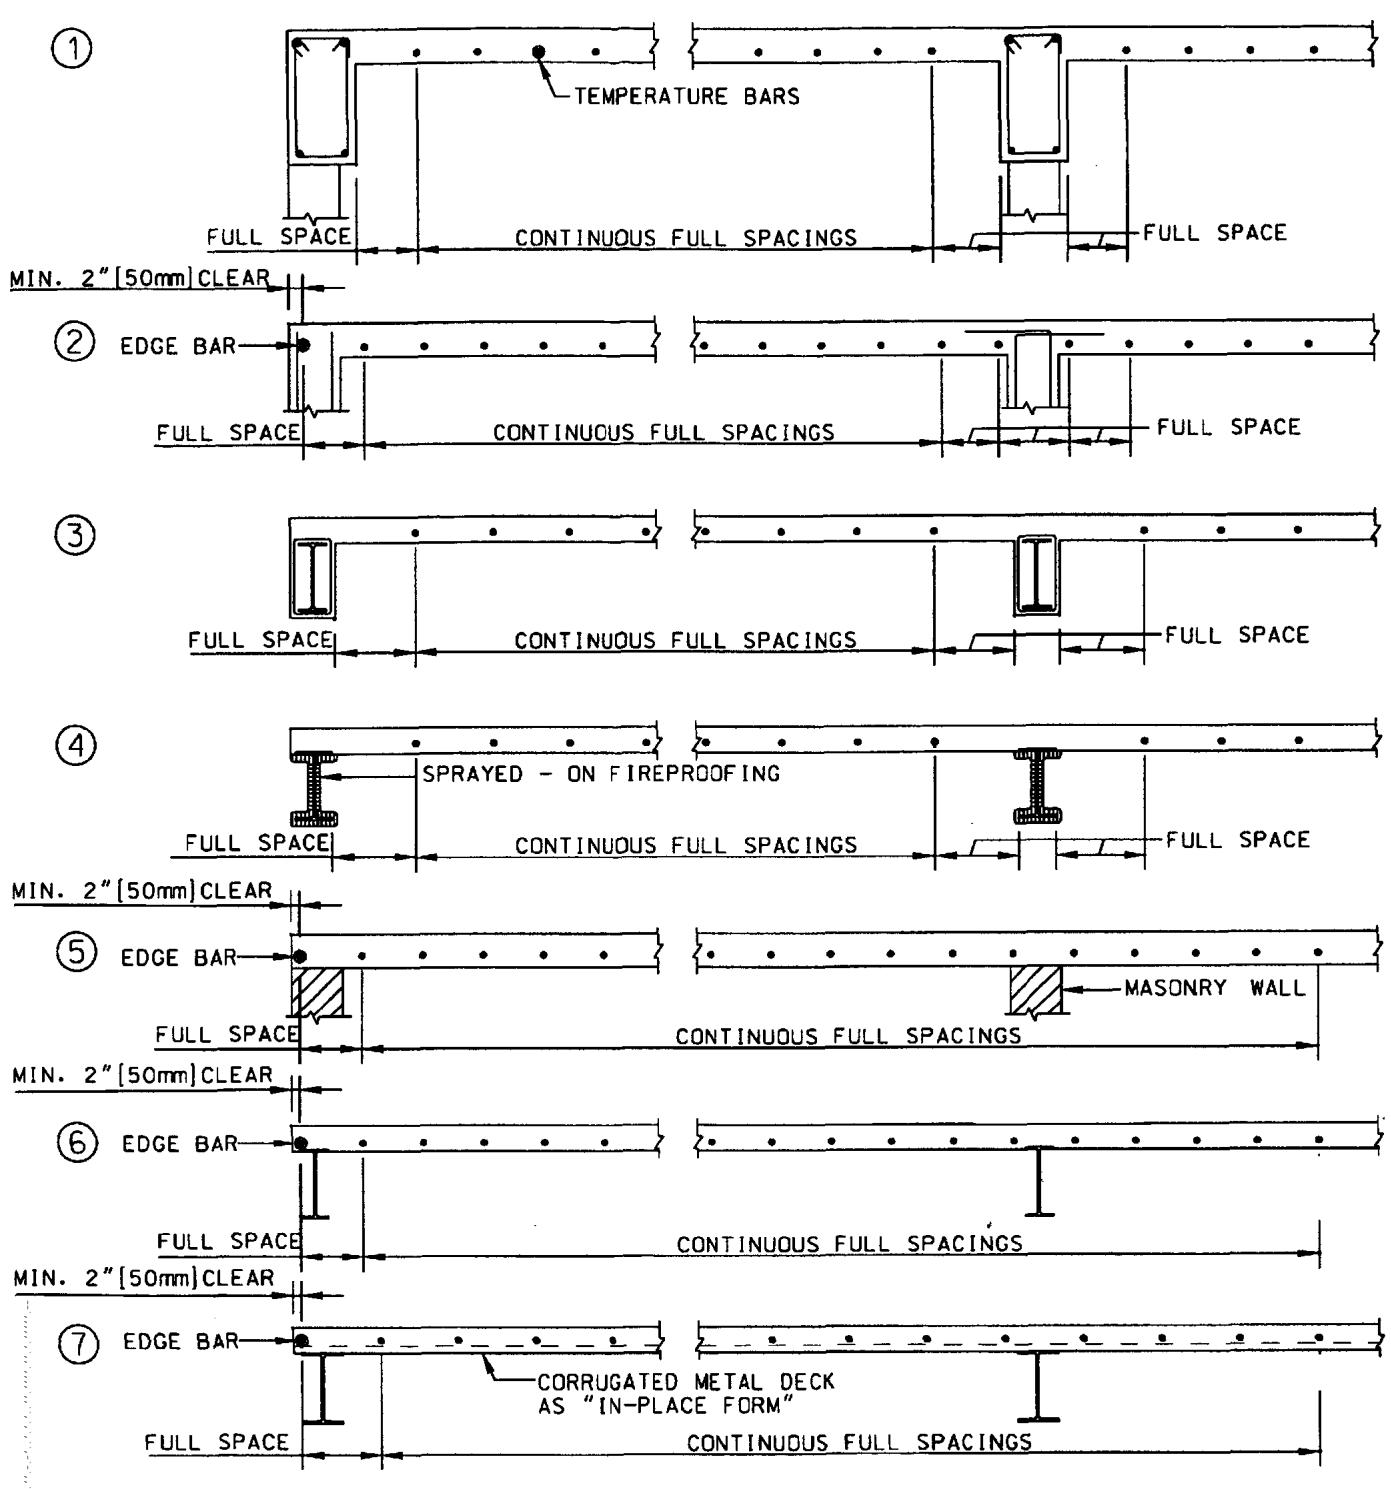 1
TEMPERATURE BARS
FULL SPACE
CONTINUOUS FULL SPACINGS
FULL SPACE
MIN. 2"[50mm]CLEAR
2
EDGE BAR
FULL SPACE
CONTINUOUS FULL SPACINGS
FULL SPACE
3
FULL SPACE
CONTINUOUS FULL SPACINGS
FULL SPACE
4
SPRAYED - ON FIREPROOFING
FULL SPACE
CONTINUOUS FULL SPACINGS
FULL SPACE
MIN. 2"[50mm]CLEAR
5
EDGE BAR
MASONRY WALL
FULL SPACE
CONTINUOUS FULL SPACINGS
MIN. 2"[50mm]CLEAR
6
EDGE BAR
FULL SPACE
CONTINUOUS FULL SPACINGS
MIN. 2"[50mm]CLEAR
7
EDGE BAR
CORRUGATED METAL DECK
AS "IN-PLACE FORM"
FULL SPACE
CONTINUOUS FULL SPACINGS